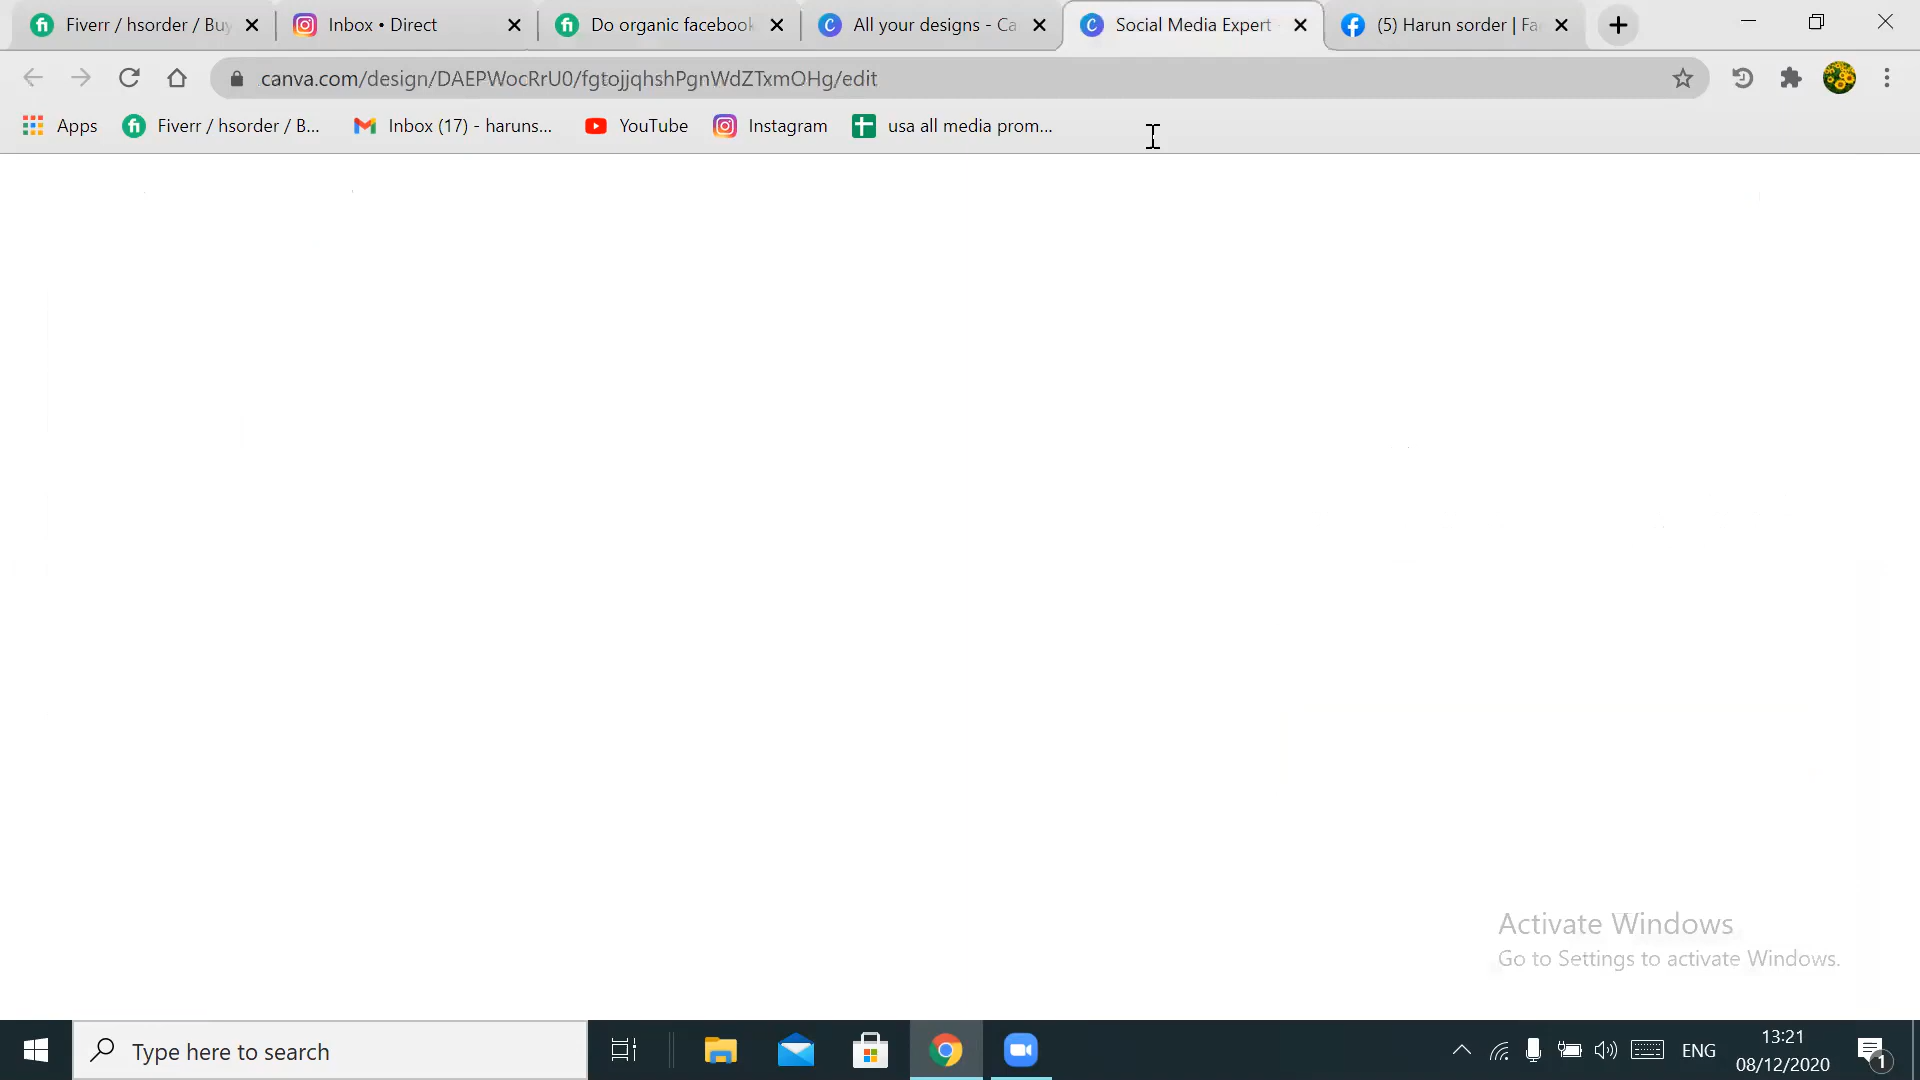 Fiverr / hsorder / Buy
Inbox • Direct
Do organic facebook
All your designs - Ca
Social Media Expert -
(5) Harun sorder | Fa
canva.com/design/DAEPWocRrU0/fgtojjqhshPgnWdZTxmOHg/edit
Apps
Fiverr / hsorder / B...
Inbox (17) - haruns...
YouTube
Instagram
usa all media prom...
Activate Windows
Go to Settings to activate Windows.
Type here to search
ENG
13:21
08/12/2020
1